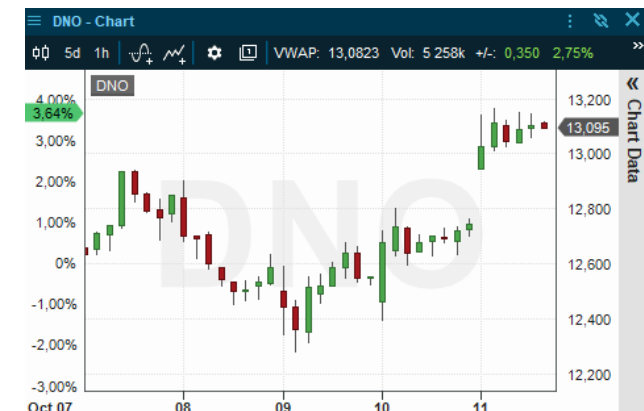 DNO - Chart
5d 1h 1 VWAP: 13,0823 Vol: 5 258k +/-: 0,350 2,75% »
DNO
«
Chart Data
4,00%
3,64%
3,00%
2,00%
1,00%
0%
-1,00%
-2,00%
-3,00%
13,200
13,095
13,000
12,800
12,600
12,400
12,200
DNO
Oct 07 08 09 10 11